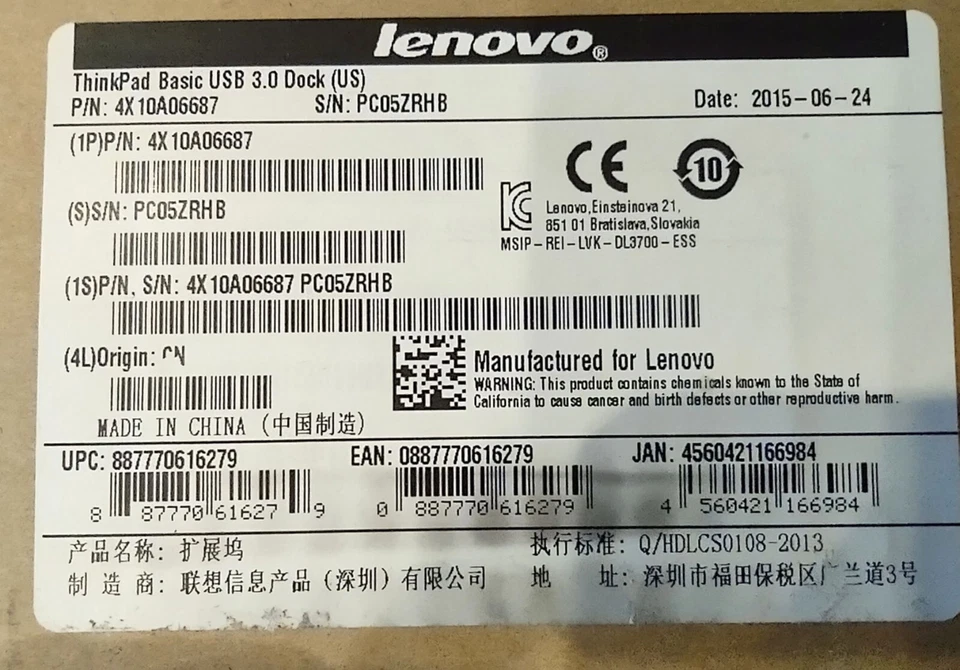 lenovo®
ThinkPad Basic USB 3.0 Dock (US)
P/N: 4X10A06687 S/N: PC05ZRHB Date: 2015-06-24
(1P)P/N: 4X10A06687
CE 10
(S)S/N: PC05ZRHB
Lenovo,Einsteinova 21,
851 01 Bratislava,Slovakia
MSIP-REI-LVK-DL3700-ESS
(1S)P/N, S/N: 4X10A06687 PC05ZRHB
(4L)Origin: CN
Manufactured for Lenovo
WARNING: This product contains chemicals known to the State of
California to cause cancer and birth defects or other reproductive harm.
MADE IN CHINA (中国制造)
UPC: 887770616279 EAN: 0887770616279 JAN: 4560421166984
8 87770 61627 9 0 887770 616279 4 560421 166984
产品名称: 扩展坞 执行标准: Q/HDLCS0108-2013
制 造 商: 联想信息产品 (深圳) 有限公司 地 址: 深圳市福田保税区广兰道3号